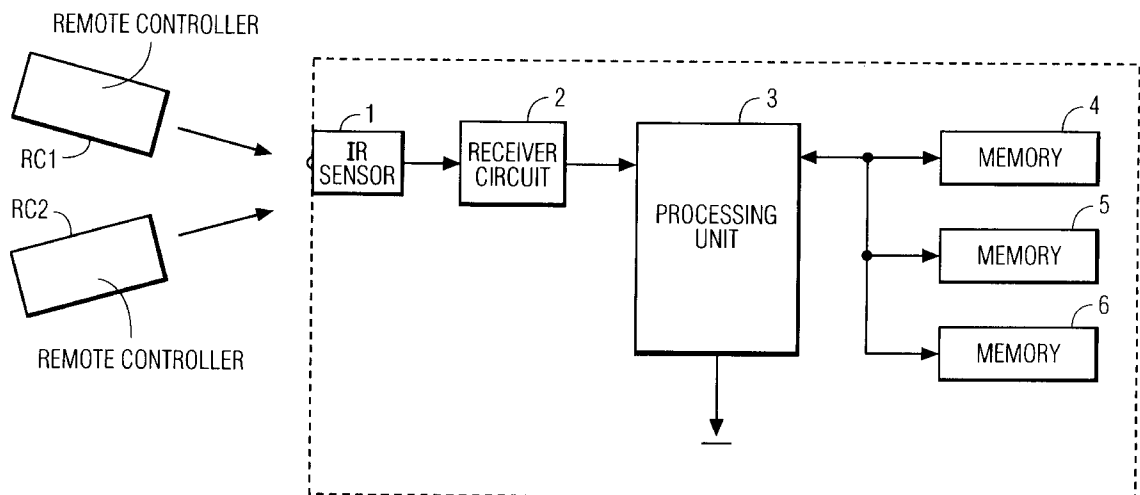 REMOTE CONTROLLER
RC1
RC2
REMOTE CONTROLLER
1
IR
SENSOR
2
RECEIVER
CIRCUIT
3
PROCESSING
UNIT
4
MEMORY
5
MEMORY
6
MEMORY